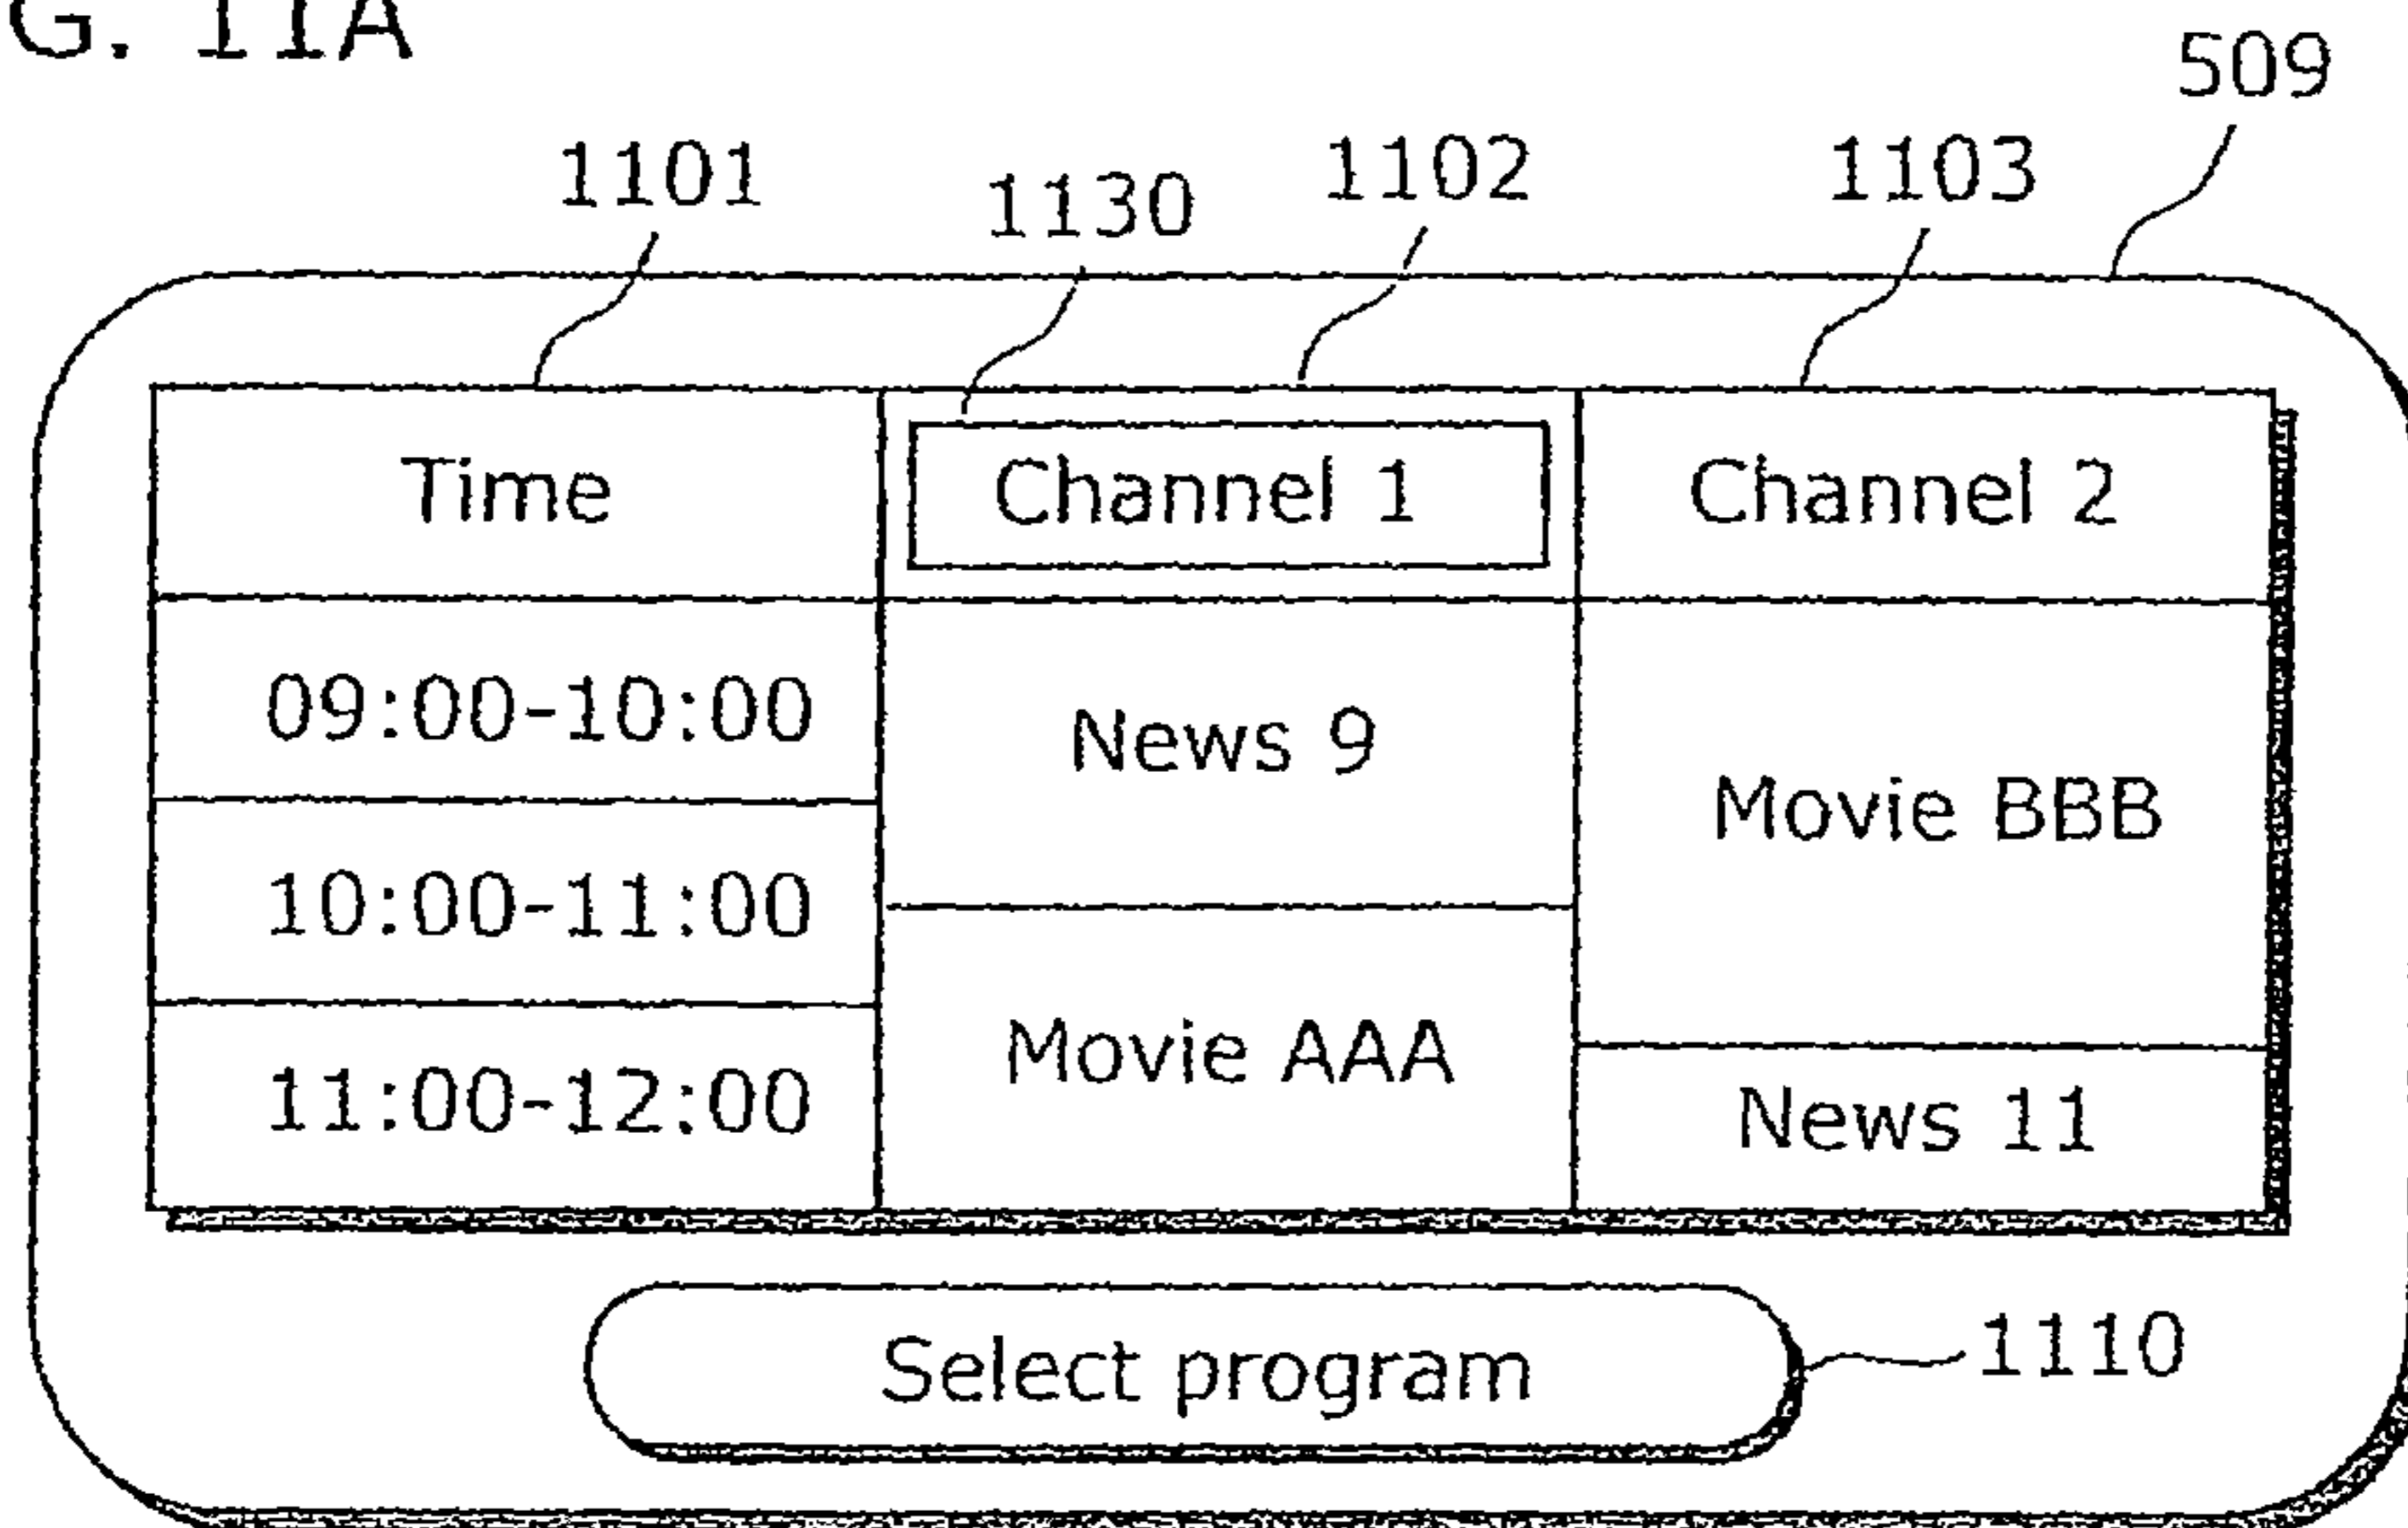 G. 11A
509
1101 1130 1102 1103
Time Channel 1 Channel 2
09:00-10:00 News 9 Movie BBB
10:00-11:00
11:00-12:00 Movie AAA News 11
Select program 1110